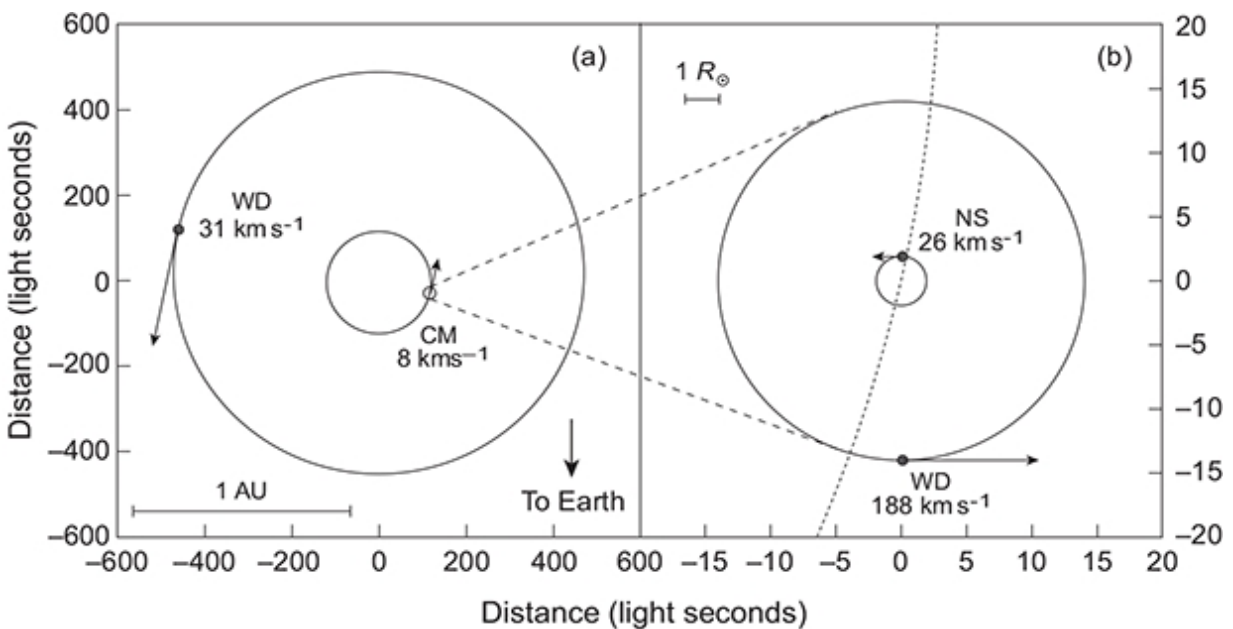 600
400
200
0
−200
−400
−600
Distance (light seconds)
(a)
WD
31 km s⁻¹
CM
8 kms⁻¹
To Earth
1 AU
−600 −400 −200 0 200 400 600
(b)
1 R☉
NS
26 km s⁻¹
WD
188 km s⁻¹
20
15
10
5
0
−5
−10
−15
−20
−15 −10 −5 0 5 10 15 20
Distance (light seconds)